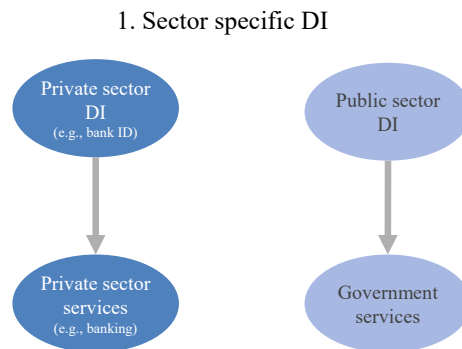 1. Sector specific DI
Private sector
DI
(e.g., bank ID)
Public sector
DI
Private sector
services
(e.g., banking)
Government
services